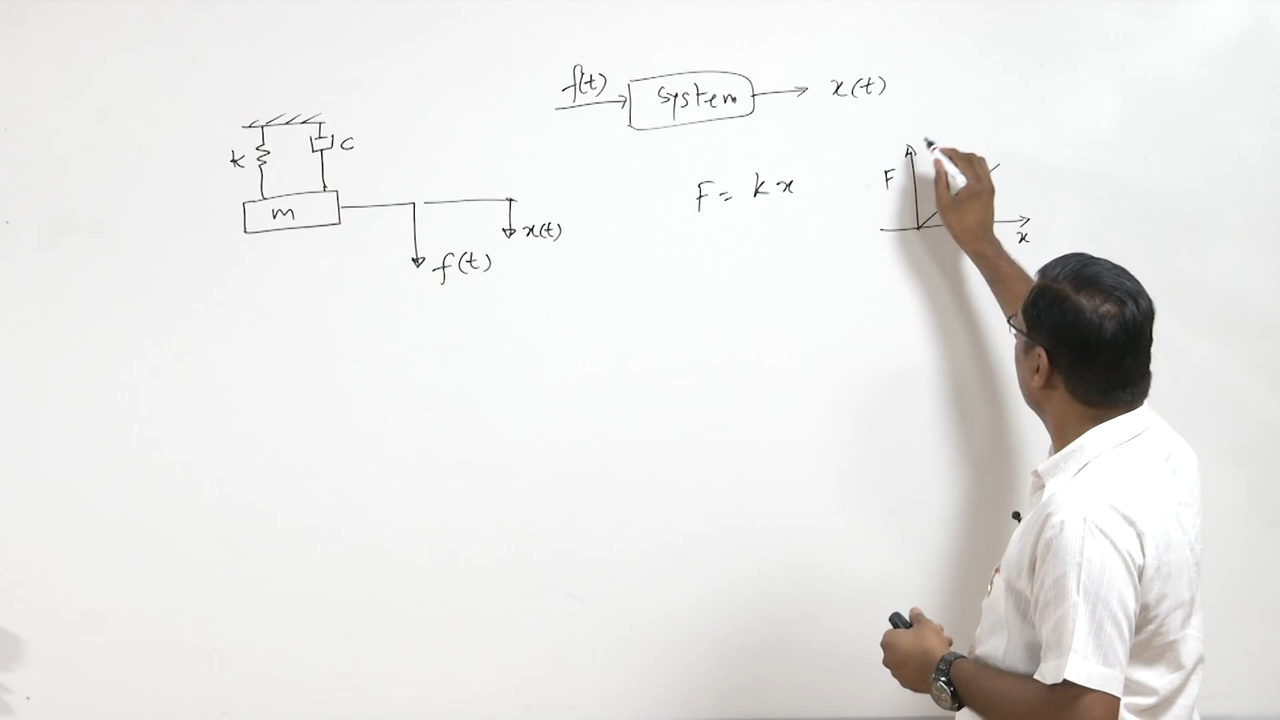 f(t) system x(t)
k c
m
x(t)
f(t)
F = kx
F
x